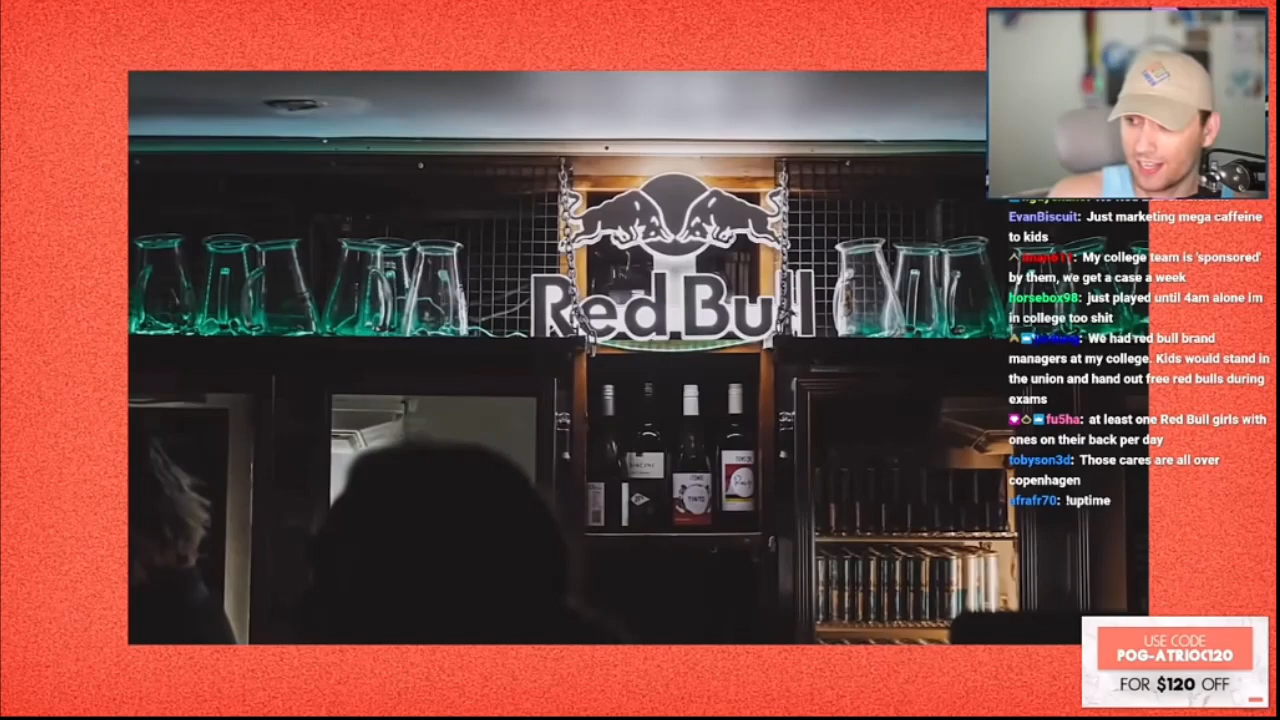 Red Bull
EvanBiscuit: Just marketing mega caffeine
to kids
My college team is 'sponsored'
by them, we get a case a week
horsebox98: just played until 4am alone im
in college too shit
We had red bull brand
managers at my college. Kids would stand in
the union and hand out free red bulls during
exams
fu5ha: at least one Red Bull girls with
ones on their back per day
tobyson3d: Those cares are all over
copenhagen
afrafr70: !uptime
TINTO
USE CODE
POG-ATRIOC120
FOR $120 OFF